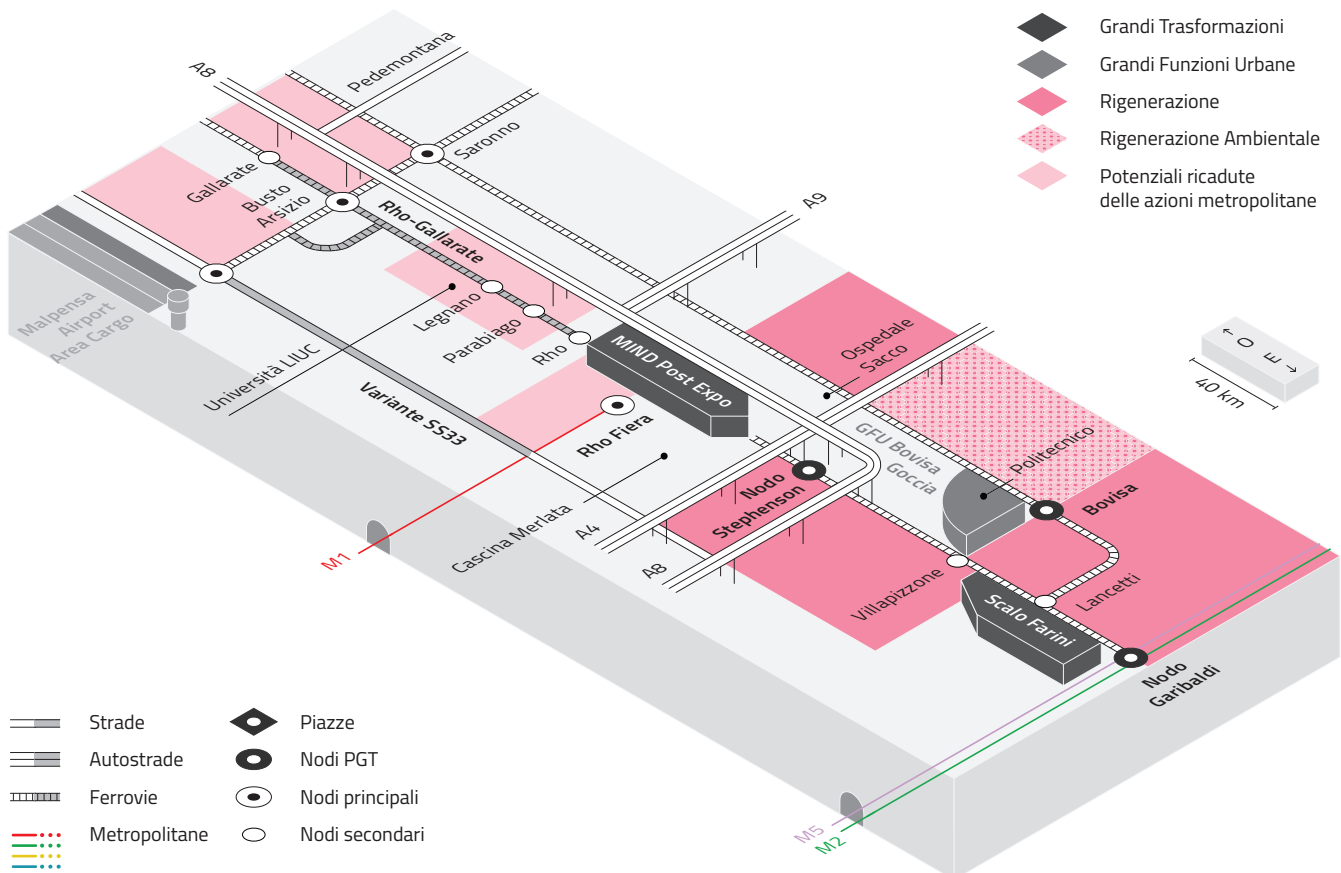 Grandi Trasformazioni
Grandi Funzioni Urbane
Rigenerazione
Rigenerazione Ambientale
Potenziali ricadute
delle azioni metropolitane
A8
Pedemontana
Saronno
Gallarate
Busto
Arsizio
Rho-Gallarate
A9
Malpensa
Airport
Area Cargo
Università LIUC
Legnano
Parabiago
Rho
MIND Post Expo
Ospedale
Sacco
O E
40 km
Variante SS33
Rho Fiera
GFU Bovisa
Goccia
Politecnico
Nodo
Stephenson
Bovisa
Cascina Merlata
A4
A8
M1
Villapizzone
Lancetti
Scalo Farini
Nodo
Garibaldi
M5
M2
Strade
Autostrade
Ferrovie
Metropolitane
Piazze
Nodi PGT
Nodi principali
Nodi secondari